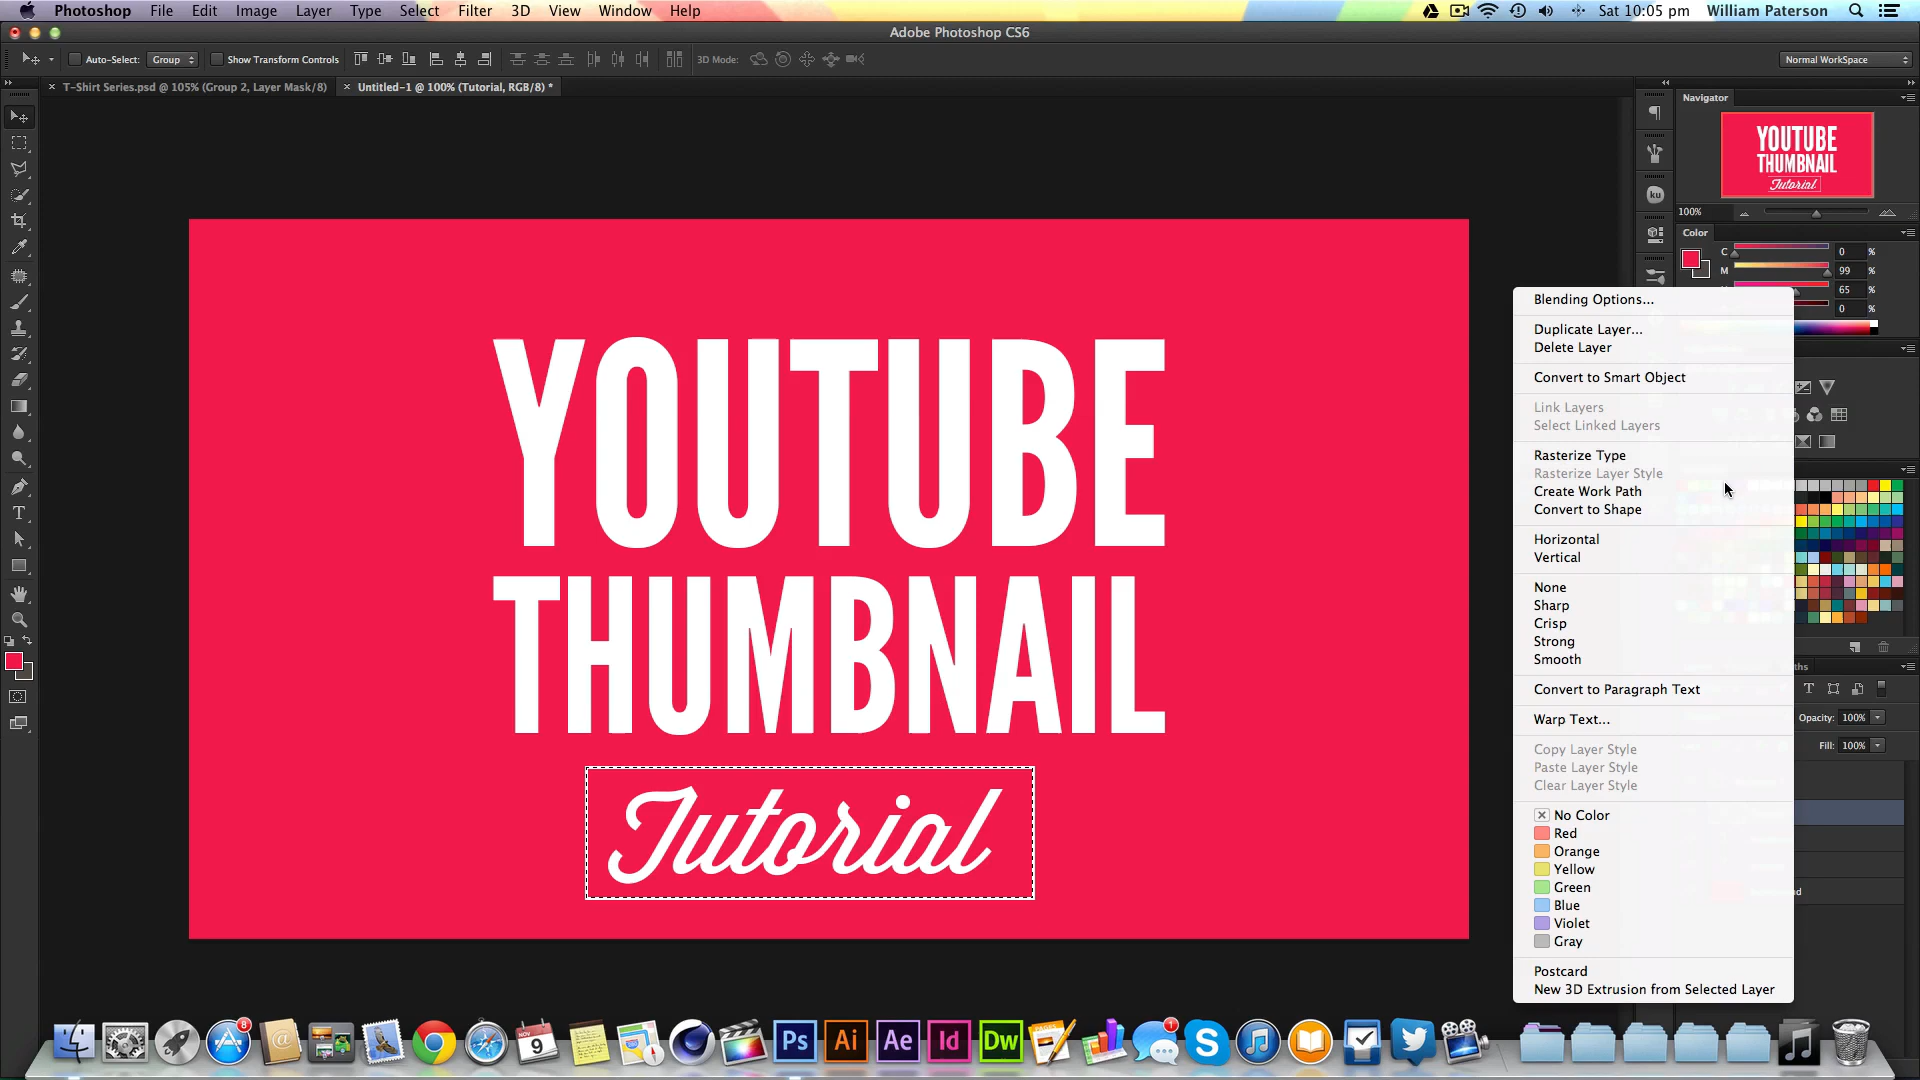 Photoshop File Edit Image Layer Type Select Filter 3D View Window Help Sat 10:05 pm William Paterson
Adobe Photoshop CS6
Auto-Select: Group Show Transform Controls 3D Mode: Normal WorkSpace
T-Shirt Series.psd @ 105% (Group 2, Layer Mask/8) Untitled-1 @ 100% (Tutorial, RGB/8) *
Navigator
YOUTUBE
THUMBNAIL
Tutorial
100%
Color
C 0 %
M 99 %
65 %
0 %
ku
YOUTUBE
THUMBNAIL
Tutorial
Blending Options...
Duplicate Layer...
Delete Layer
Convert to Smart Object
Link Layers
Select Linked Layers
Rasterize Type
Rasterize Layer Style
Create Work Path
Convert to Shape
Horizontal
Vertical
None
Sharp
Crisp
Strong
Smooth
Convert to Paragraph Text
Warp Text...
Copy Layer Style
Paste Layer Style
Clear Layer Style
No Color
Red
Orange
Yellow
Green
Blue
Violet
Gray
Postcard
New 3D Extrusion from Selected Layer
Opacity: 100%
Fill: 100%
8
NOV
9
Ps Ai Ae Id Dw
PAGES
1